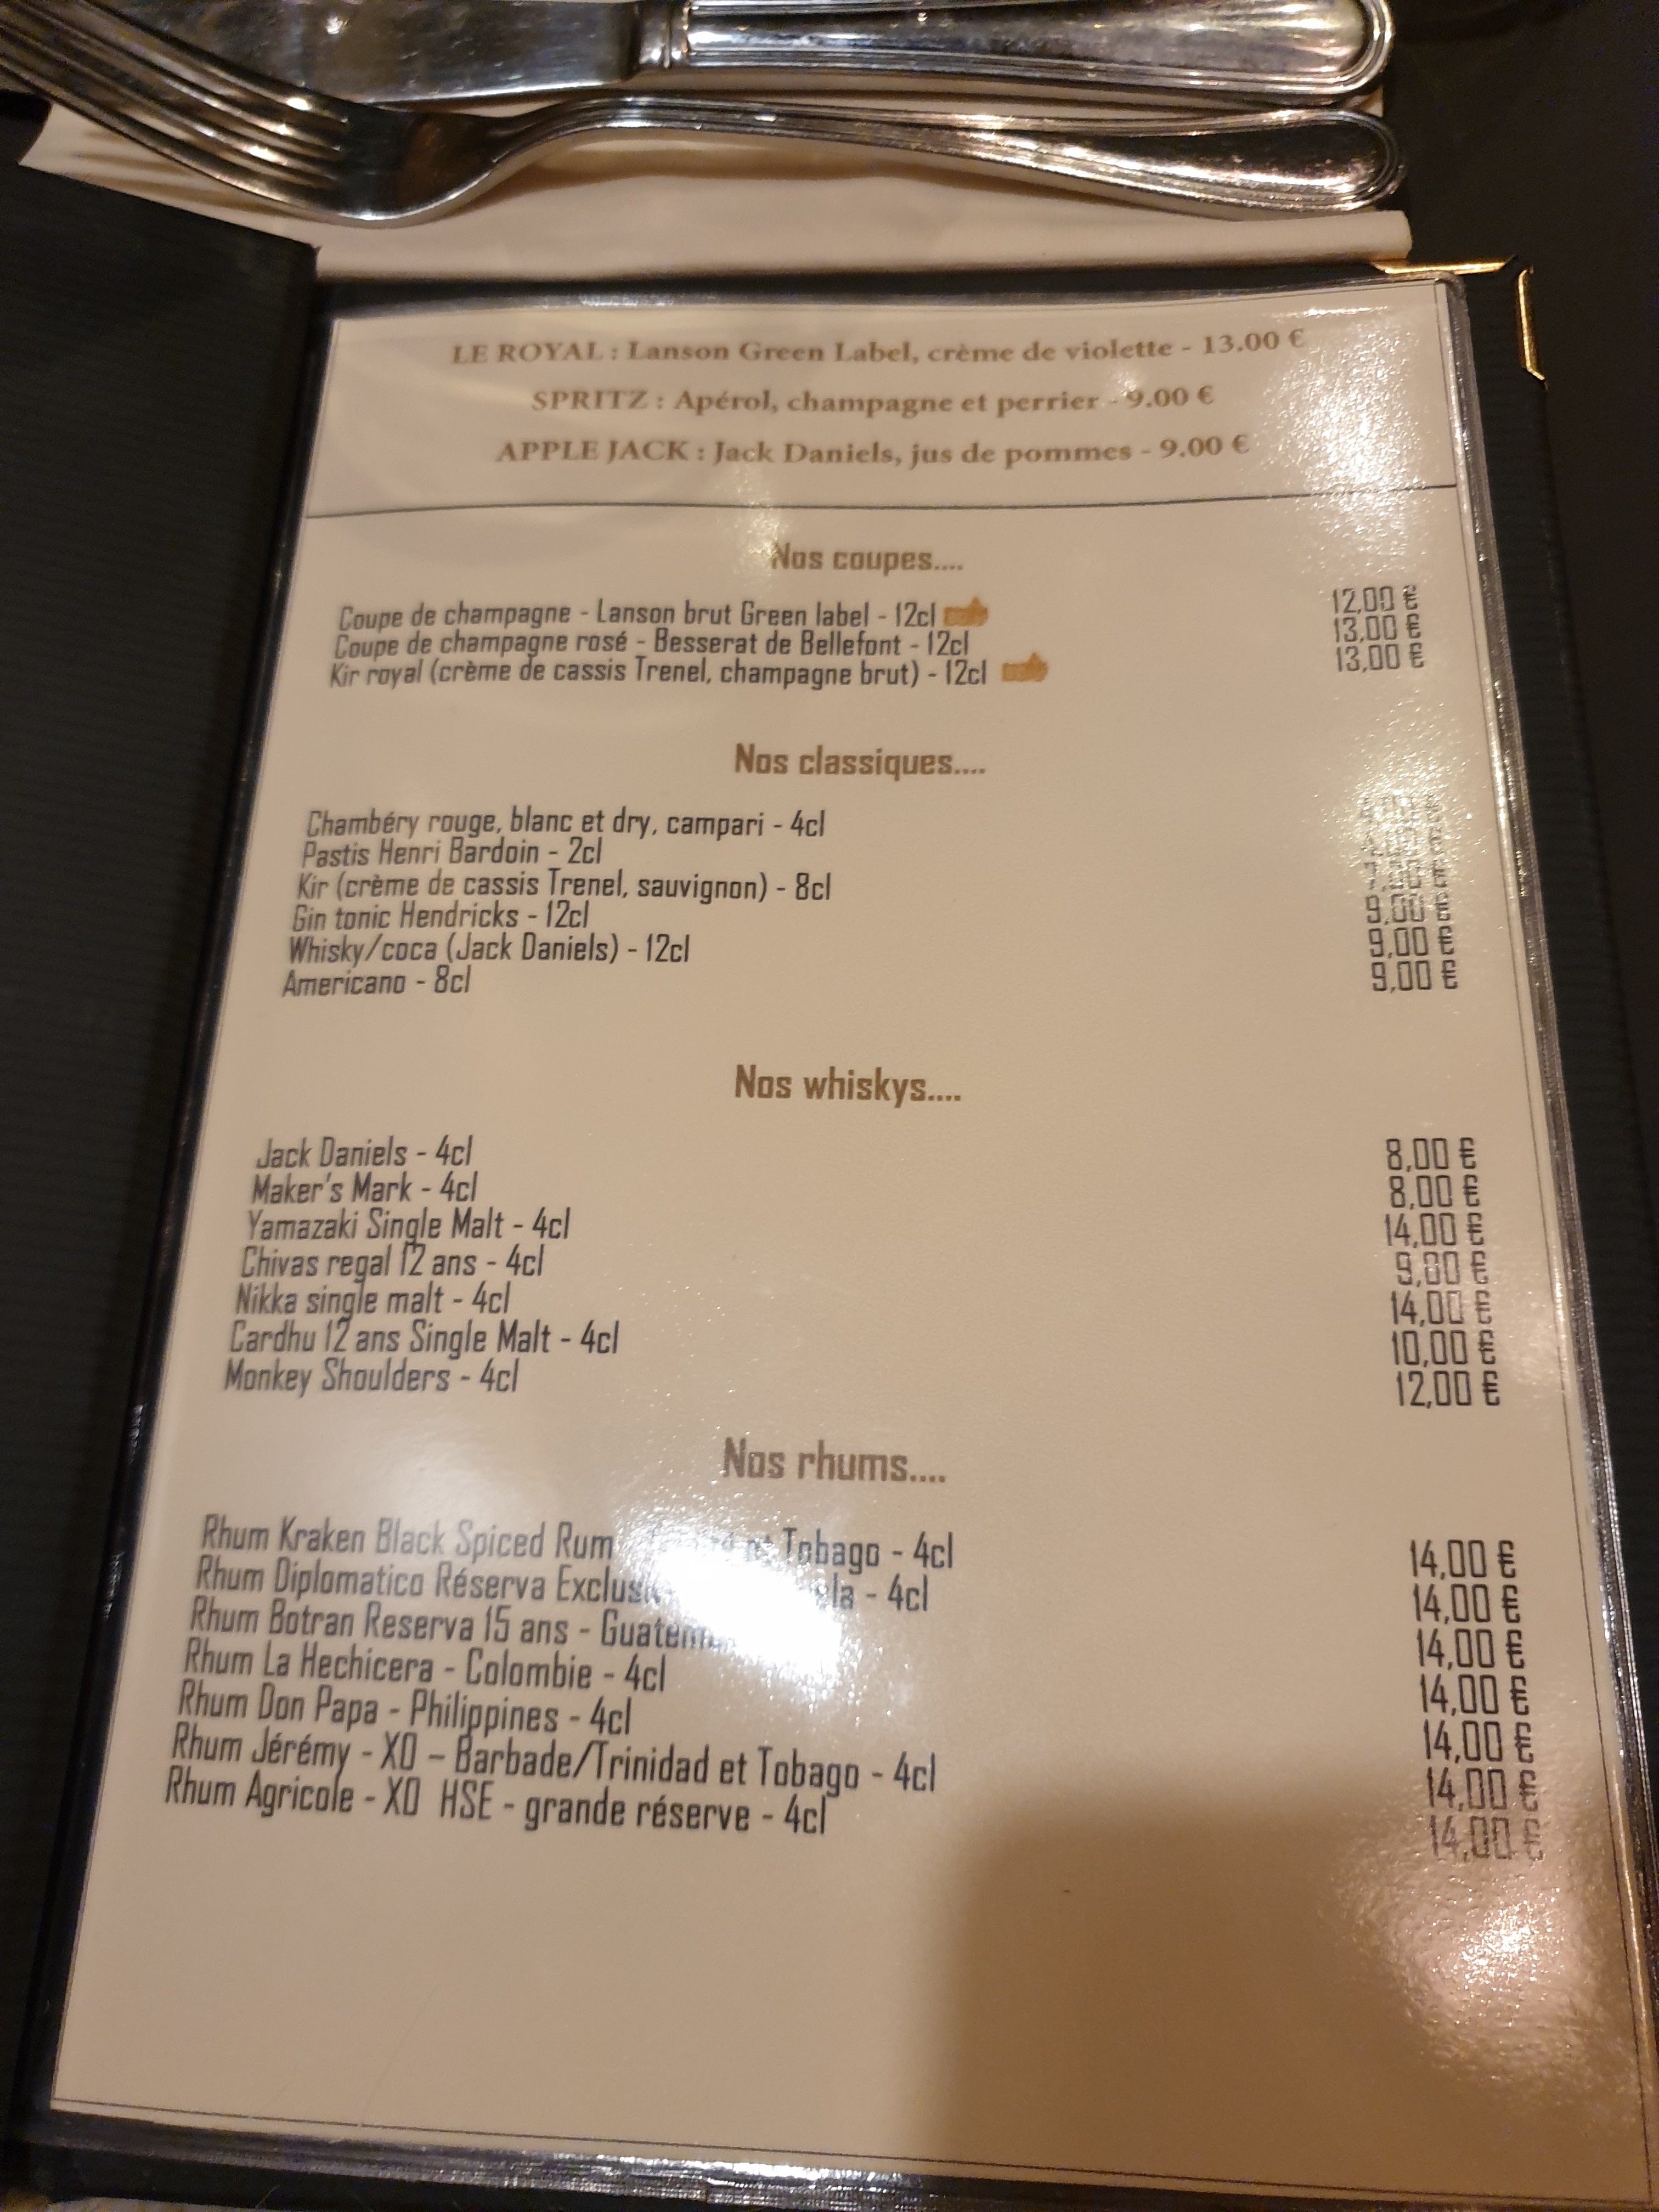 LE ROYAL : Lanson Green Label, crème de violette - 13.00 €
SPRITZ : Apérol, champagne et perrier - 9.00 €
APPLE JACK : Jack Daniels, jus de pommes - 9.00 €
Nos coupes....
Coupe de champagne - Lanson brut Green label - 12cl 12,00 €
Coupe de champagne rosé - Besserat de Bellefont - 12cl 13,00 €
Kir royal (crème de cassis Trenel, champagne brut) - 12cl 13,00 €
Nos classiques....
Chambéry rouge, blanc et dry, campari - 4cl
Pastis Henri Bardoin - 2cl
Kir (crème de cassis Trenel, sauvignon) - 8cl
Gin tonic Hendricks - 12cl 9,00 €
Whisky/coca (Jack Daniels) - 12cl 9,00 €
Americano - 8cl 9,00 €
Nos whiskys....
Jack Daniels - 4cl 8,00 €
Maker's Mark - 4cl 8,00 €
Yamazaki Single Malt - 4cl 14,00 €
Chivas regal 12 ans - 4cl 9,00 €
Nikka single malt - 4cl 14,00 €
Cardhu 12 ans Single Malt - 4cl 10,00 €
Monkey Shoulders - 4cl 12,00 €
Nos rhums....
Rhum Kraken Black Spiced Rum Tobago - 4cl 14,00 €
Rhum Diplomatico Réserva - 4cl 14,00 €
Rhum Botran Reserva 15 ans - 14,00 €
Rhum La Hechicera - Colombie - 4cl 14,00 €
Rhum Don Papa - Philippines - 4cl 14,00 €
Rhum Jérémy - XO – Barbade/Trinidad et Tobago - 4cl 14,00 €
Rhum Agricole - XO HSE - grande réserve - 4cl 14,00 €